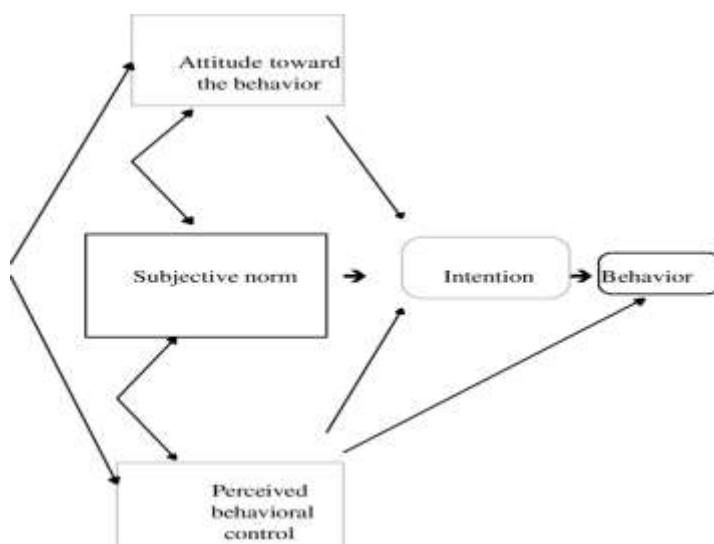 Attitude toward
the behavior
Subjective norm
Intention
Behavior
Perceived
behavioral
control